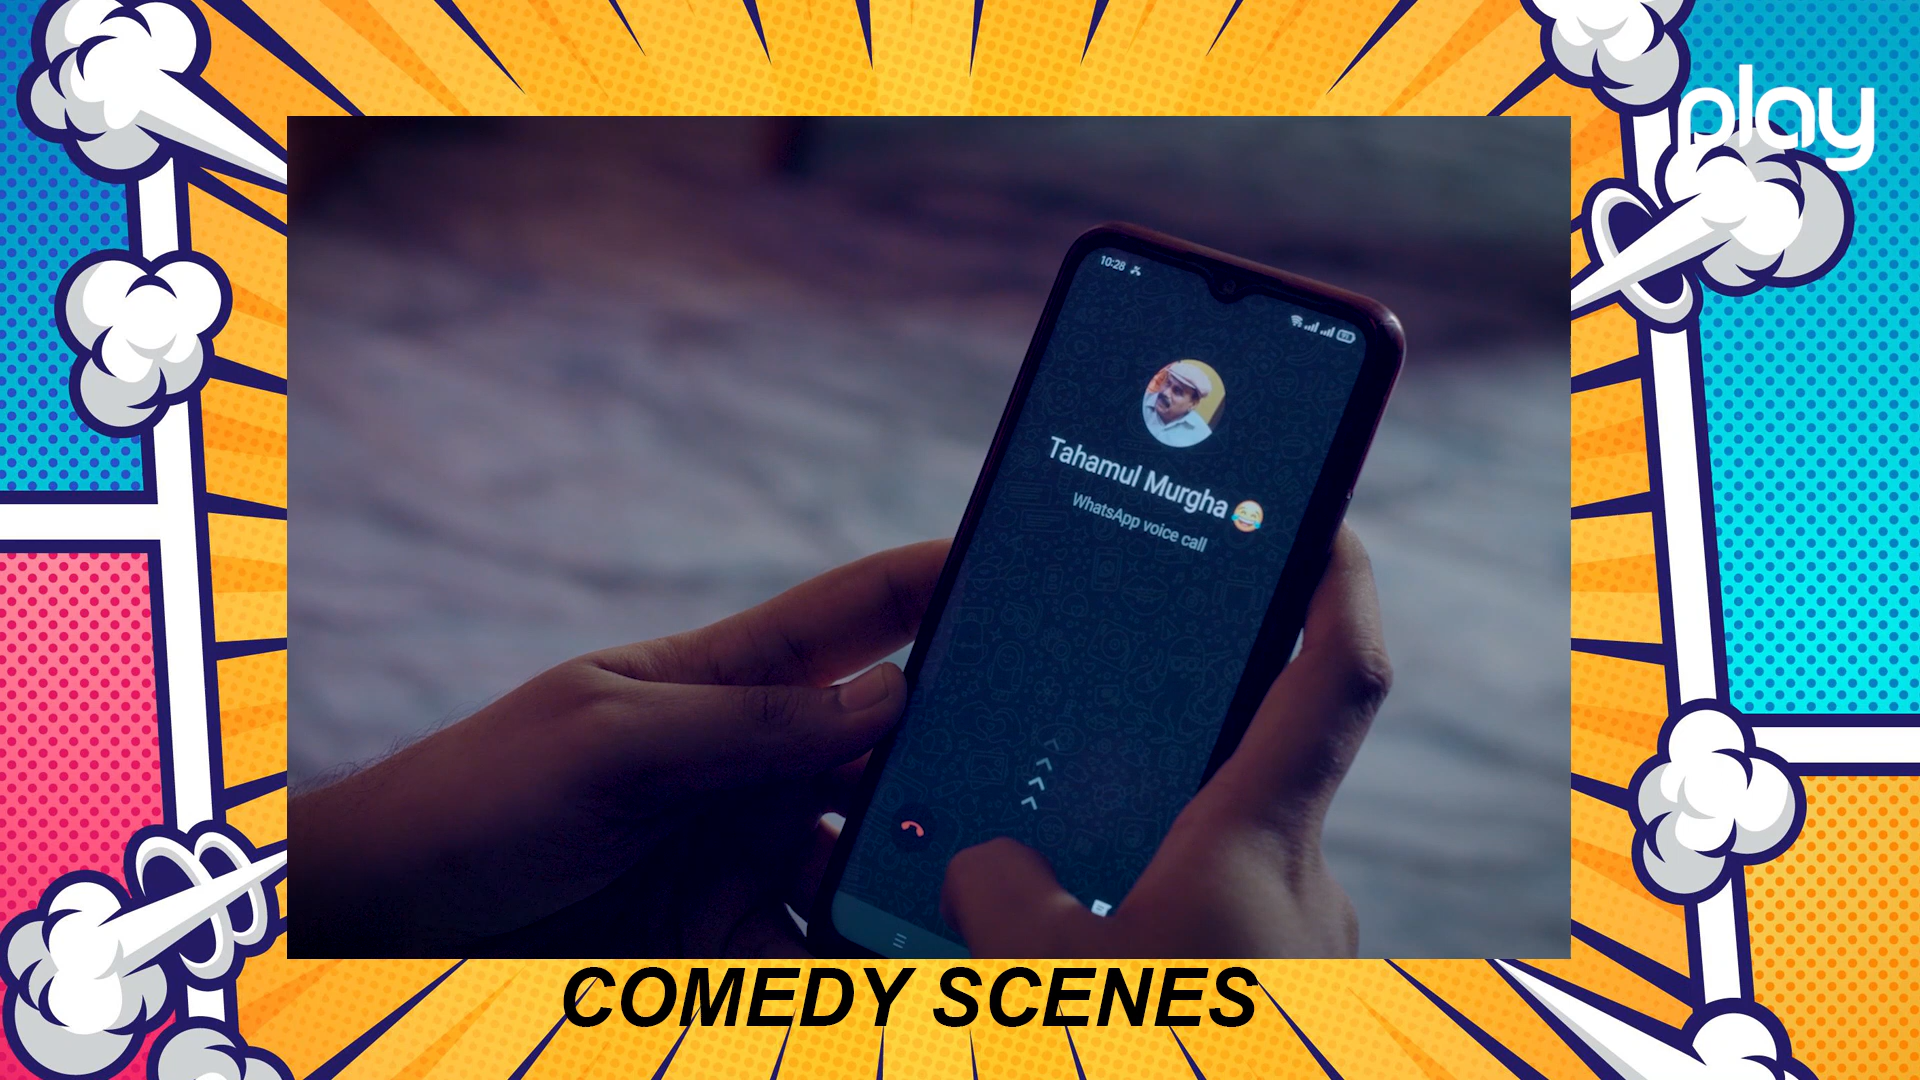 play
10:28
Tahamul Murgha 😂
WhatsApp voice call
COMEDY SCENES